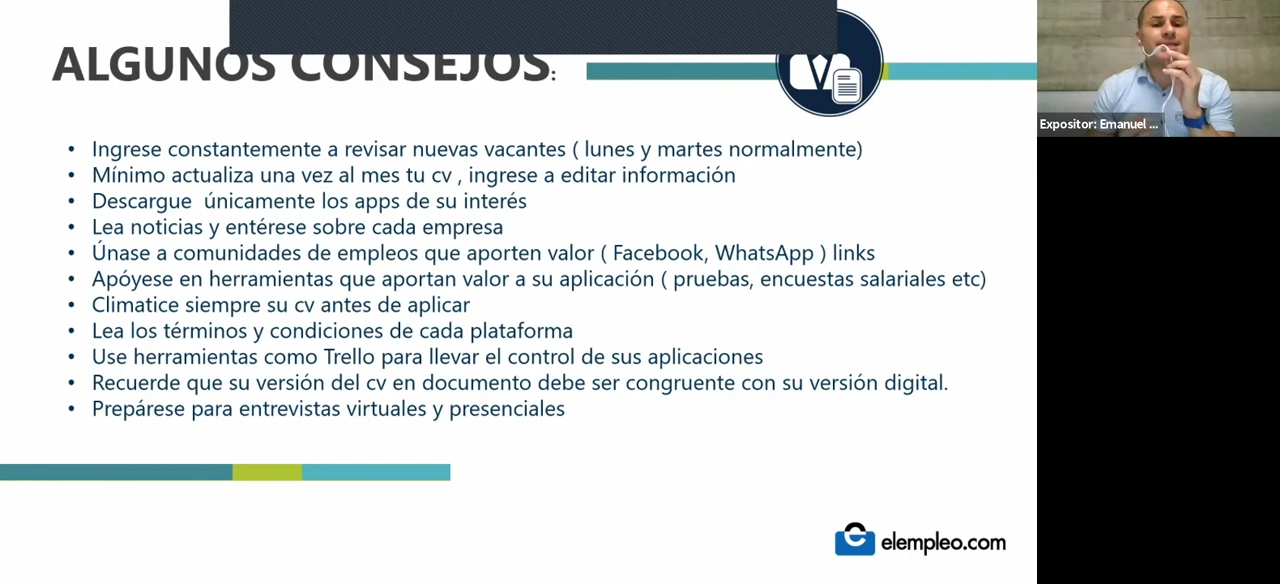 ALGUNOS CONSEJOS:
• Ingrese constantemente a revisar nuevas vacantes ( lunes y martes normalmente)
• Mínimo actualiza una vez al mes tu cv , ingrese a editar información
• Descargue  únicamente los apps de su interés
• Lea noticias y entérese sobre cada empresa
• Únase a comunidades de empleos que aporten valor ( Facebook, WhatsApp ) links
• Apóyese en herramientas que aportan valor a su aplicación ( pruebas, encuestas salariales etc)
• Climatice siempre su cv antes de aplicar
• Lea los términos y condiciones de cada plataforma
• Use herramientas como Trello para llevar el control de sus aplicaciones
• Recuerde que su versión del cv en documento debe ser congruente con su versión digital.
• Prepárese para entrevistas virtuales y presenciales
elempleo.com
Expositor: Emanuel ...